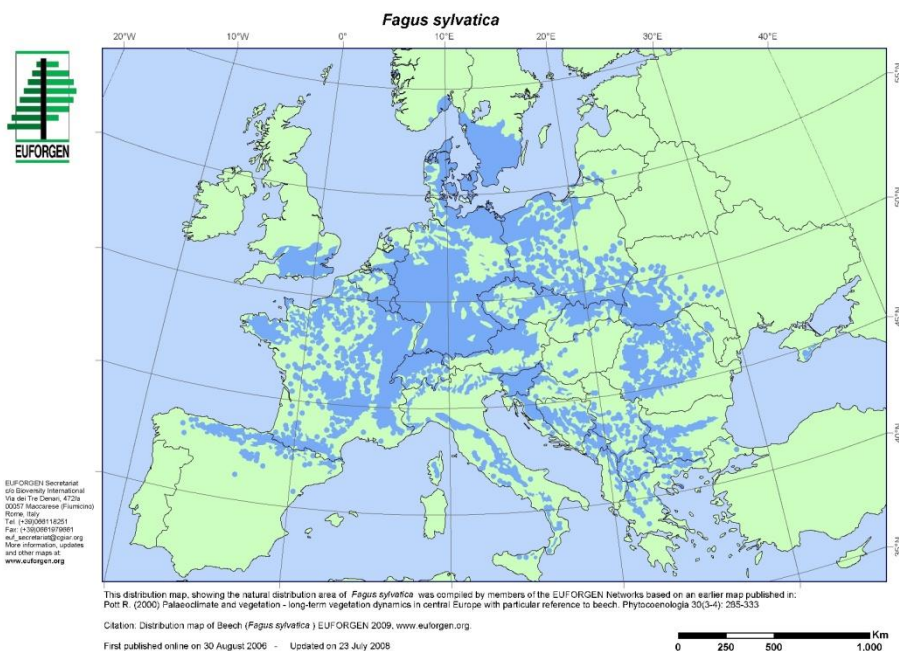 Fagus sylvatica
20°W
10°W
0°
10°E
20°E
30°E
40°E
55°N
50°N
45°N
40°N
35°N
EUFORGEN
EUFORGEN Secretariat
c/o Bioversity International
Via dei Tre Denari, 472/a
00057 Maccarese (Fiumicino)
Rome, Italy
Tel. (+39)066118251
Fax: (+39)0661979661
euf_secretariat@cgiar.org
More information, updates
and other maps at:
www.euforgen.org
This distribution map, showing the natural distribution area of Fagus sylvatica was compiled by members of the EUFORGEN Networks based on an earlier map published in:
Pott R. (2000) Palaeoclimate and vegetation - long-term vegetation dynamics in central Europe with particular reference to beech. Phytocoenologia 30(3-4): 285-333
Citation: Distribution map of Beech (Fagus sylvatica ) EUFORGEN 2009, www.euforgen.org.
First published online on 30 August 2006 - Updated on 23 July 2008
Km
0 250 500 1.000